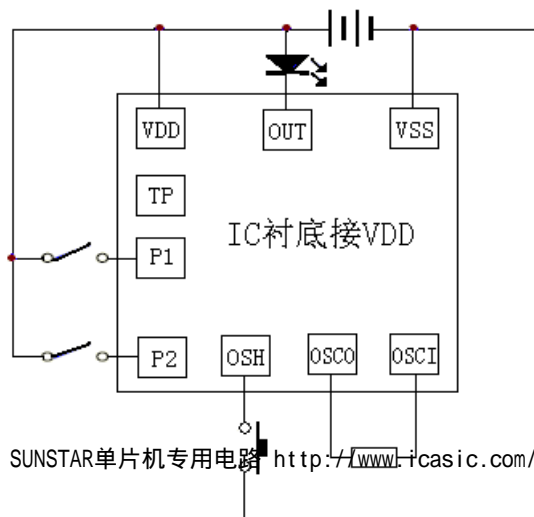 VDD OUT VSS
TP
IC衬底接VDD
P1
P2 OSH OSCO OSCI
SUNSTAR单片机专用电路 http://www.icasic.com/